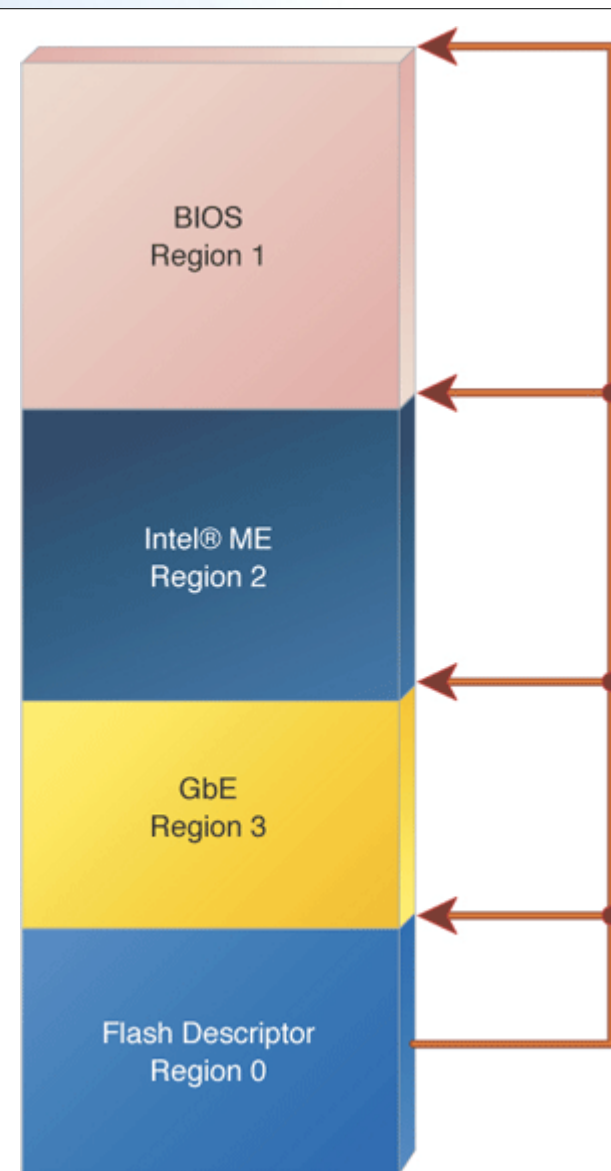 BIOS
Region 1
Intel® ME
Region 2
GbE
Region 3
Flash Descriptor
Region 0